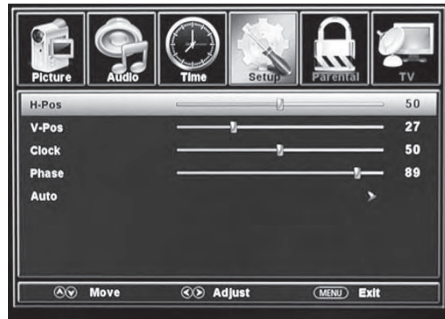 Picture Audio Time Setup Parental TV
H-Pos 50
V-Pos 27
Clock 50
Phase 89
Auto
Move Adjust MENU Exit